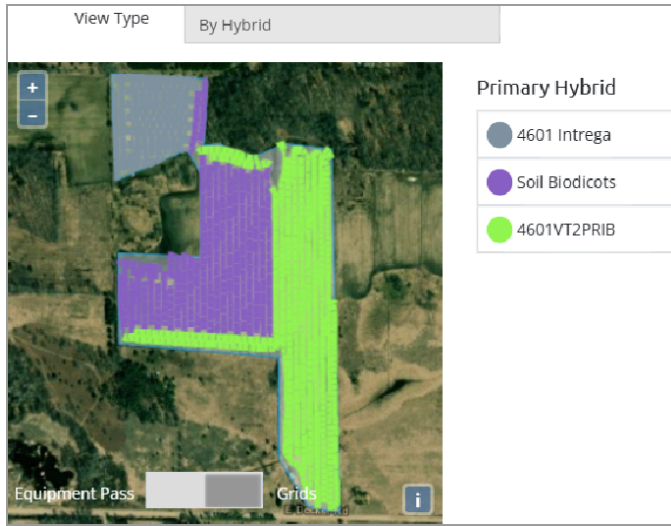 View Type
By Hybrid
+
−
Primary Hybrid
4601 Intrega
Soil Biodicots
4601VT2PRIB
Equipment Pass
Grids
i